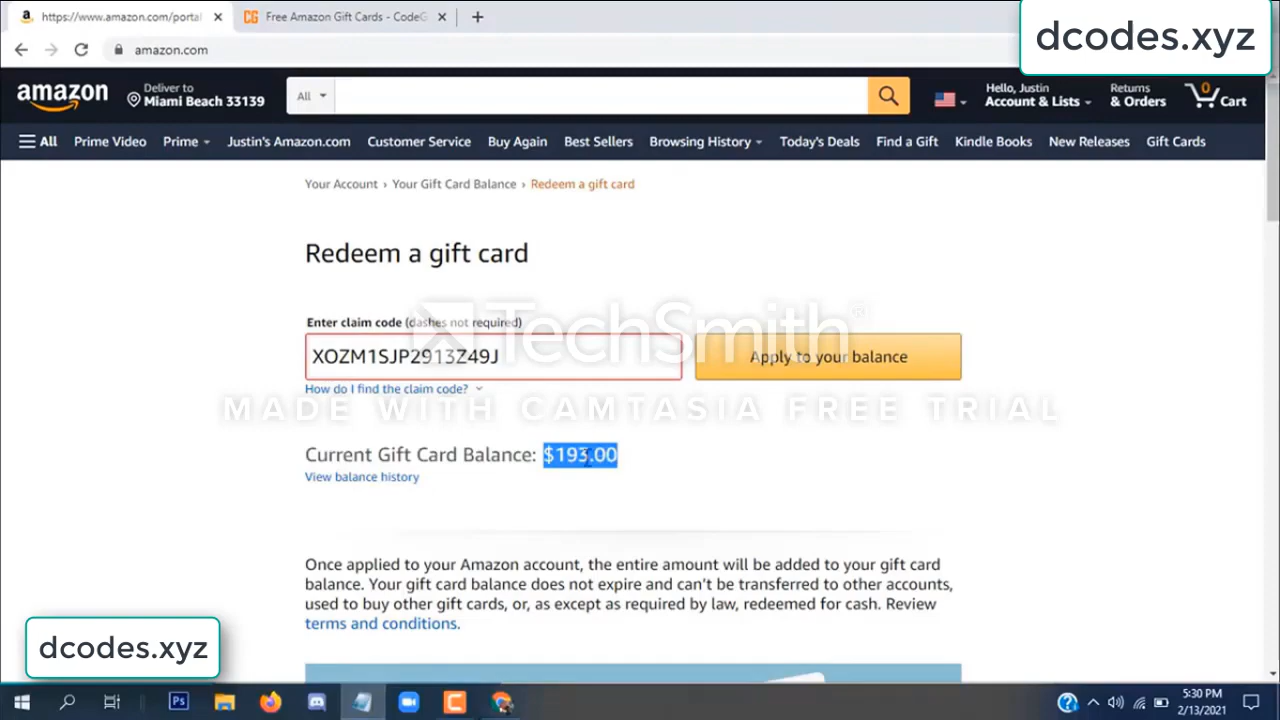 https://www.amazon.com/portal
Free Amazon Gift Cards - CodeG
dcodes.xyz
amazon.com
amazon
Deliver to
Miami Beach 33139
All
Hello, Justin
Account & Lists
Returns
& Orders
0
Cart
All Prime Video Prime Justin's Amazon.com Customer Service Buy Again Best Sellers Browsing History Today's Deals Find a Gift Kindle Books New Releases Gift Cards
Your Account › Your Gift Card Balance › Redeem a gift card
Redeem a gift card
Enter claim code (dashes not required)
XOZM1SJP2913Z49J
Apply to your balance
How do I find the claim code?
TechSmith®
MADE WITH CAMTASIA FREE TRIAL
Current Gift Card Balance: $193.00
View balance history
Once applied to your Amazon account, the entire amount will be added to your gift card
balance. Your gift card balance does not expire and can't be transferred to other accounts,
used to buy other gift cards, or, as except as required by law, redeemed for cash. Review
terms and conditions.
dcodes.xyz
Ps
5:30 PM
2/13/2021